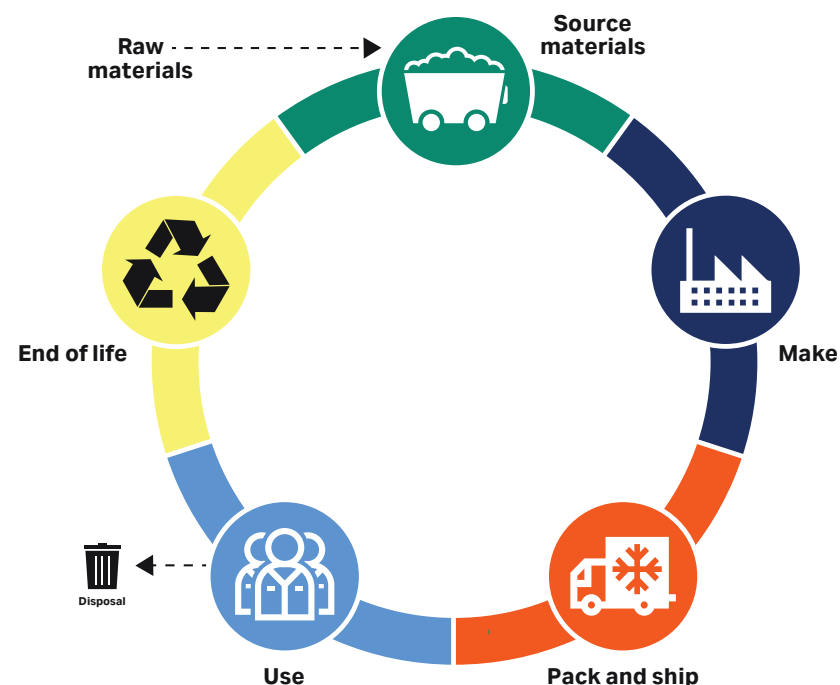 Raw
materials
Source
materials
Make
Pack and ship
Use
Disposal
End of life